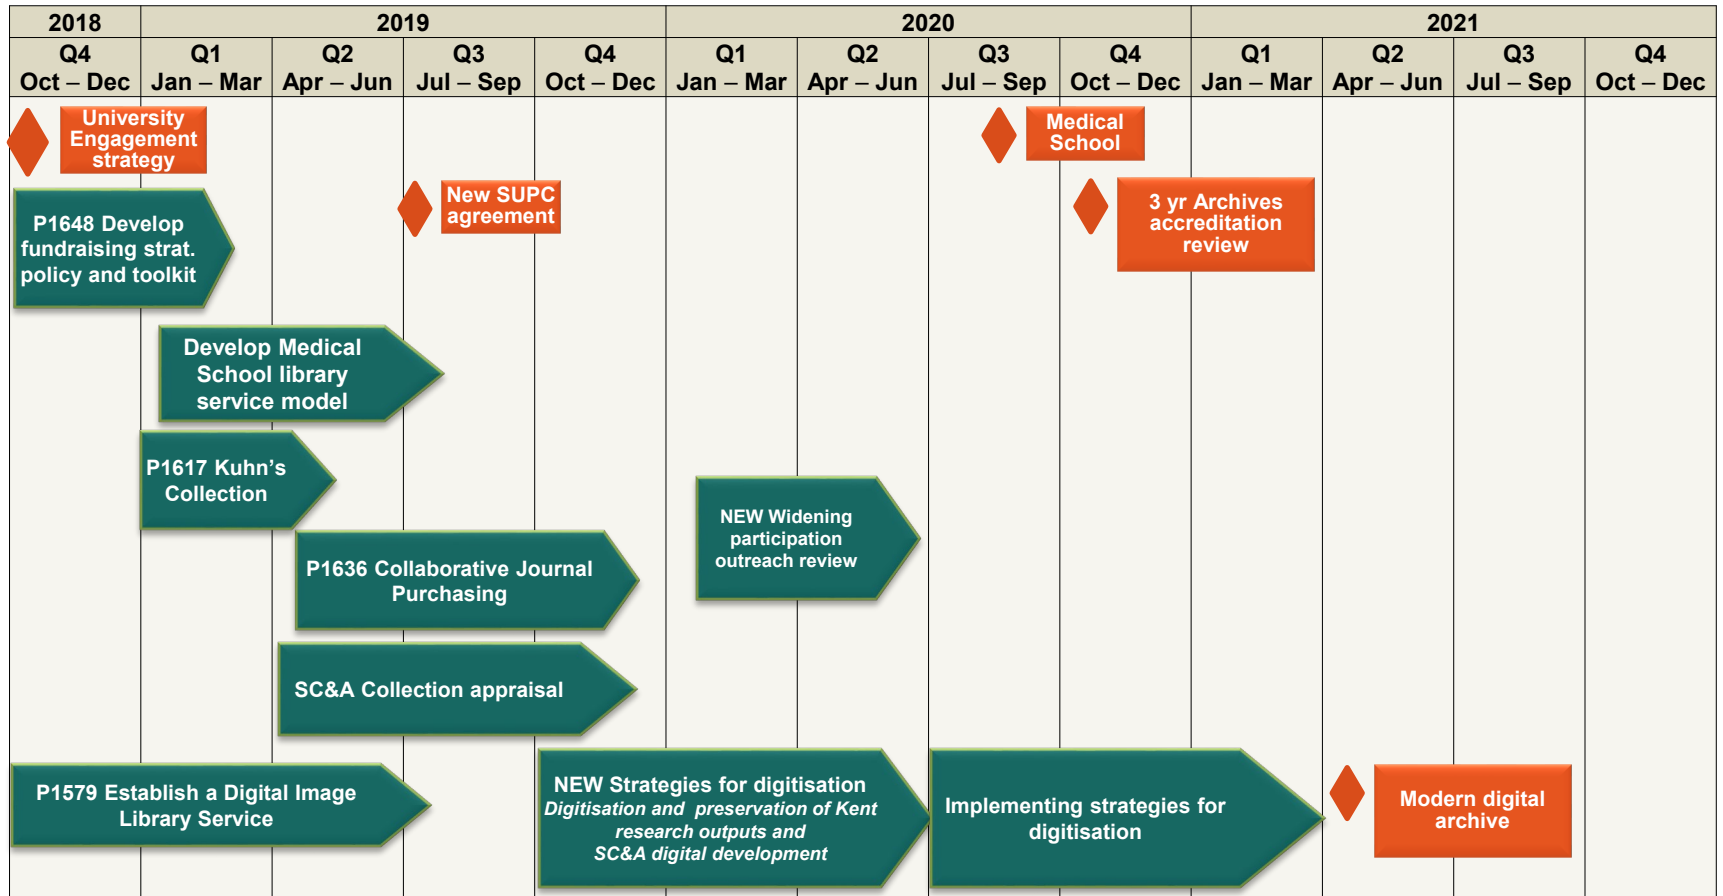 2018
2019
2020
2021
Q4
Oct – Dec
Q1
Jan – Mar
Q2
Apr – Jun
Q3
Jul – Sep
Q4
Oct – Dec
Q1
Jan – Mar
Q2
Apr – Jun
Q3
Jul – Sep
Q4
Oct – Dec
Q1
Jan – Mar
Q2
Apr – Jun
Q3
Jul – Sep
Q4
Oct – Dec
University
Engagement
strategy
Medical
School
New SUPC
agreement
3 yr Archives
accreditation
review
P1648 Develop
fundraising strat.
policy and toolkit
Develop Medical
School library
service model
P1617 Kuhn's
Collection
NEW Widening
participation
outreach review
P1636 Collaborative Journal
Purchasing
SC&A Collection appraisal
P1579 Establish a Digital Image
Library Service
NEW Strategies for digitisation
Digitisation and preservation of Kent
research outputs and
SC&A digital development
Implementing strategies for
digitisation
Modern digital
archive